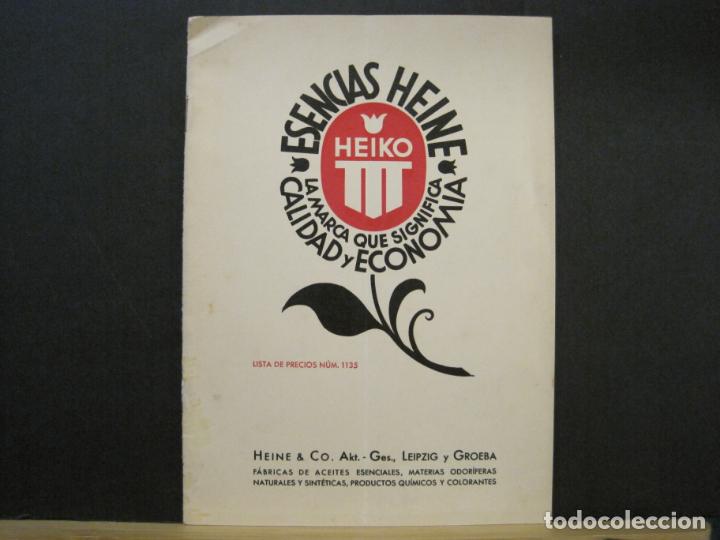 ESENCIAS HEINE
HEIKO
LA MARCA QUE SIGNIFICA
CALIDAD y ECONOMIA
LISTA DE PRECIOS NÚM. 1135
HEINE & CO. Akt. - Ges., LEIPZIG y GROEBA
FÁBRICAS DE ACEITES ESENCIALES, MATERIAS ODORÍFERAS
NATURALES Y SINTÉTICAS, PRODUCTOS QUÍMICOS Y COLORANTES
todocoleccion.net